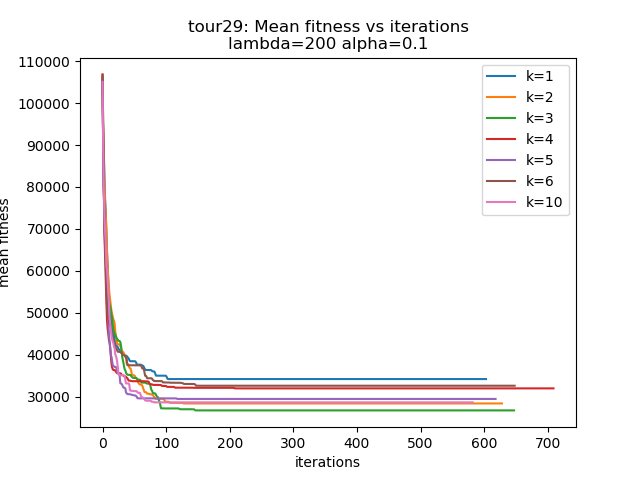 tour29: Mean fitness vs iterations
lambda=200 alpha=0.1
110000
100000
90000
80000
70000
60000
50000
40000
30000
mean fitness
k=1
k=2
k=3
k=4
k=5
k=6
k=10
0 100 200 300 400 500 600 700
iterations